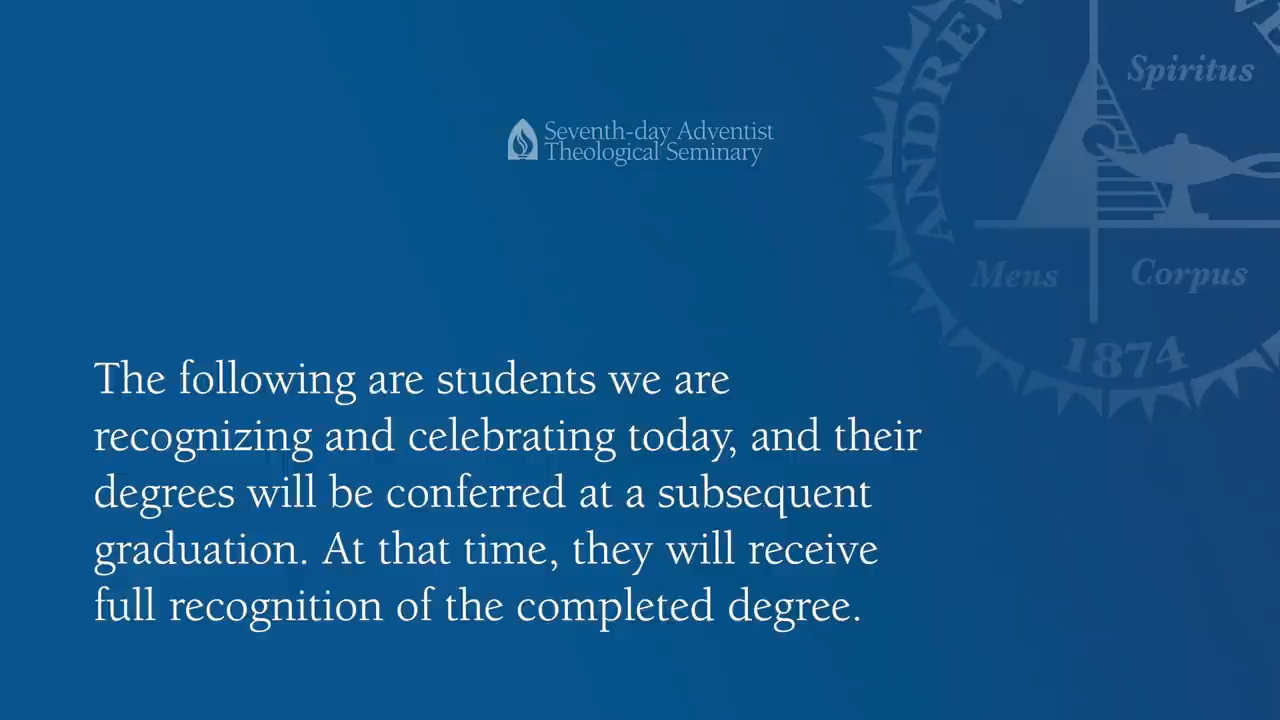 ANDREW
Spiritus
Seventh-day Adventist
Theological Seminary
Mens
Corpus
1874
The following are students we are
recognizing and celebrating today, and their
degrees will be conferred at a subsequent
graduation. At that time, they will receive
full recognition of the completed degree.